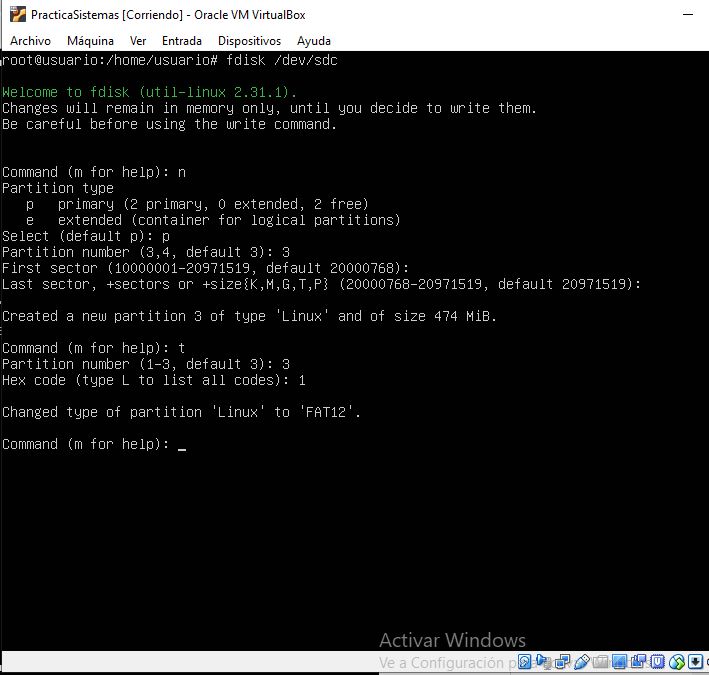 PracticaSistemas [Corriendo] - Oracle VM VirtualBox
Archivo Máquina Ver Entrada Dispositivos Ayuda
root@usuario:/home/usuario# fdisk /dev/sdc
Welcome to fdisk (util-linux 2.31.1).
Changes will remain in memory only, until you decide to write them.
Be careful before using the write command.
Command (m for help): n
Partition type
p primary (2 primary, 0 extended, 2 free)
e extended (container for logical partitions)
Select (default p): p
Partition number (3,4, default 3): 3
First sector (10000001-20971519, default 20000768):
Last sector, +sectors or +size{K,M,G,T,P} (20000768-20971519, default 20971519):
Created a new partition 3 of type 'Linux' and of size 474 MiB.
Command (m for help): t
Partition number (1-3, default 3): 3
Hex code (type L to list all codes): 1
Changed type of partition 'Linux' to 'FAT12'.
Command (m for help): _
Activar Windows
Ve a Configuración